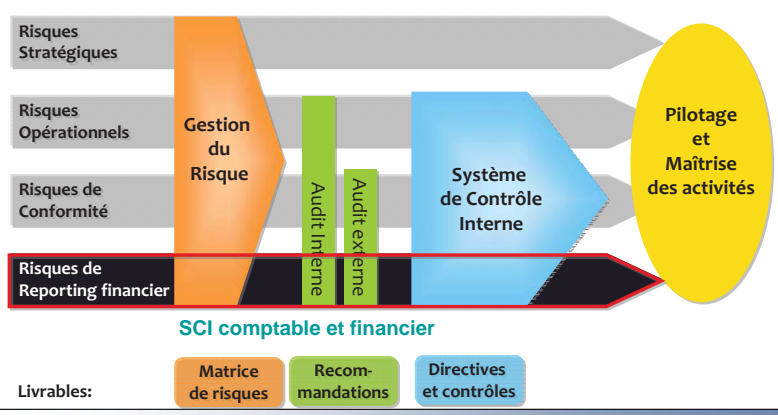 Risques
Stratégiques
Risques
Opérationnels
Risques de
Conformité
Risques de
Reporting financier
Gestion
du
Risque
Audit Interne
Audit externe
Système
de Contrôle
Interne
Pilotage
et
Maîtrise
des activités
SCI comptable et financier
Livrables:
Matrice
de risques
Recom-
mandations
Directives
et contrôles